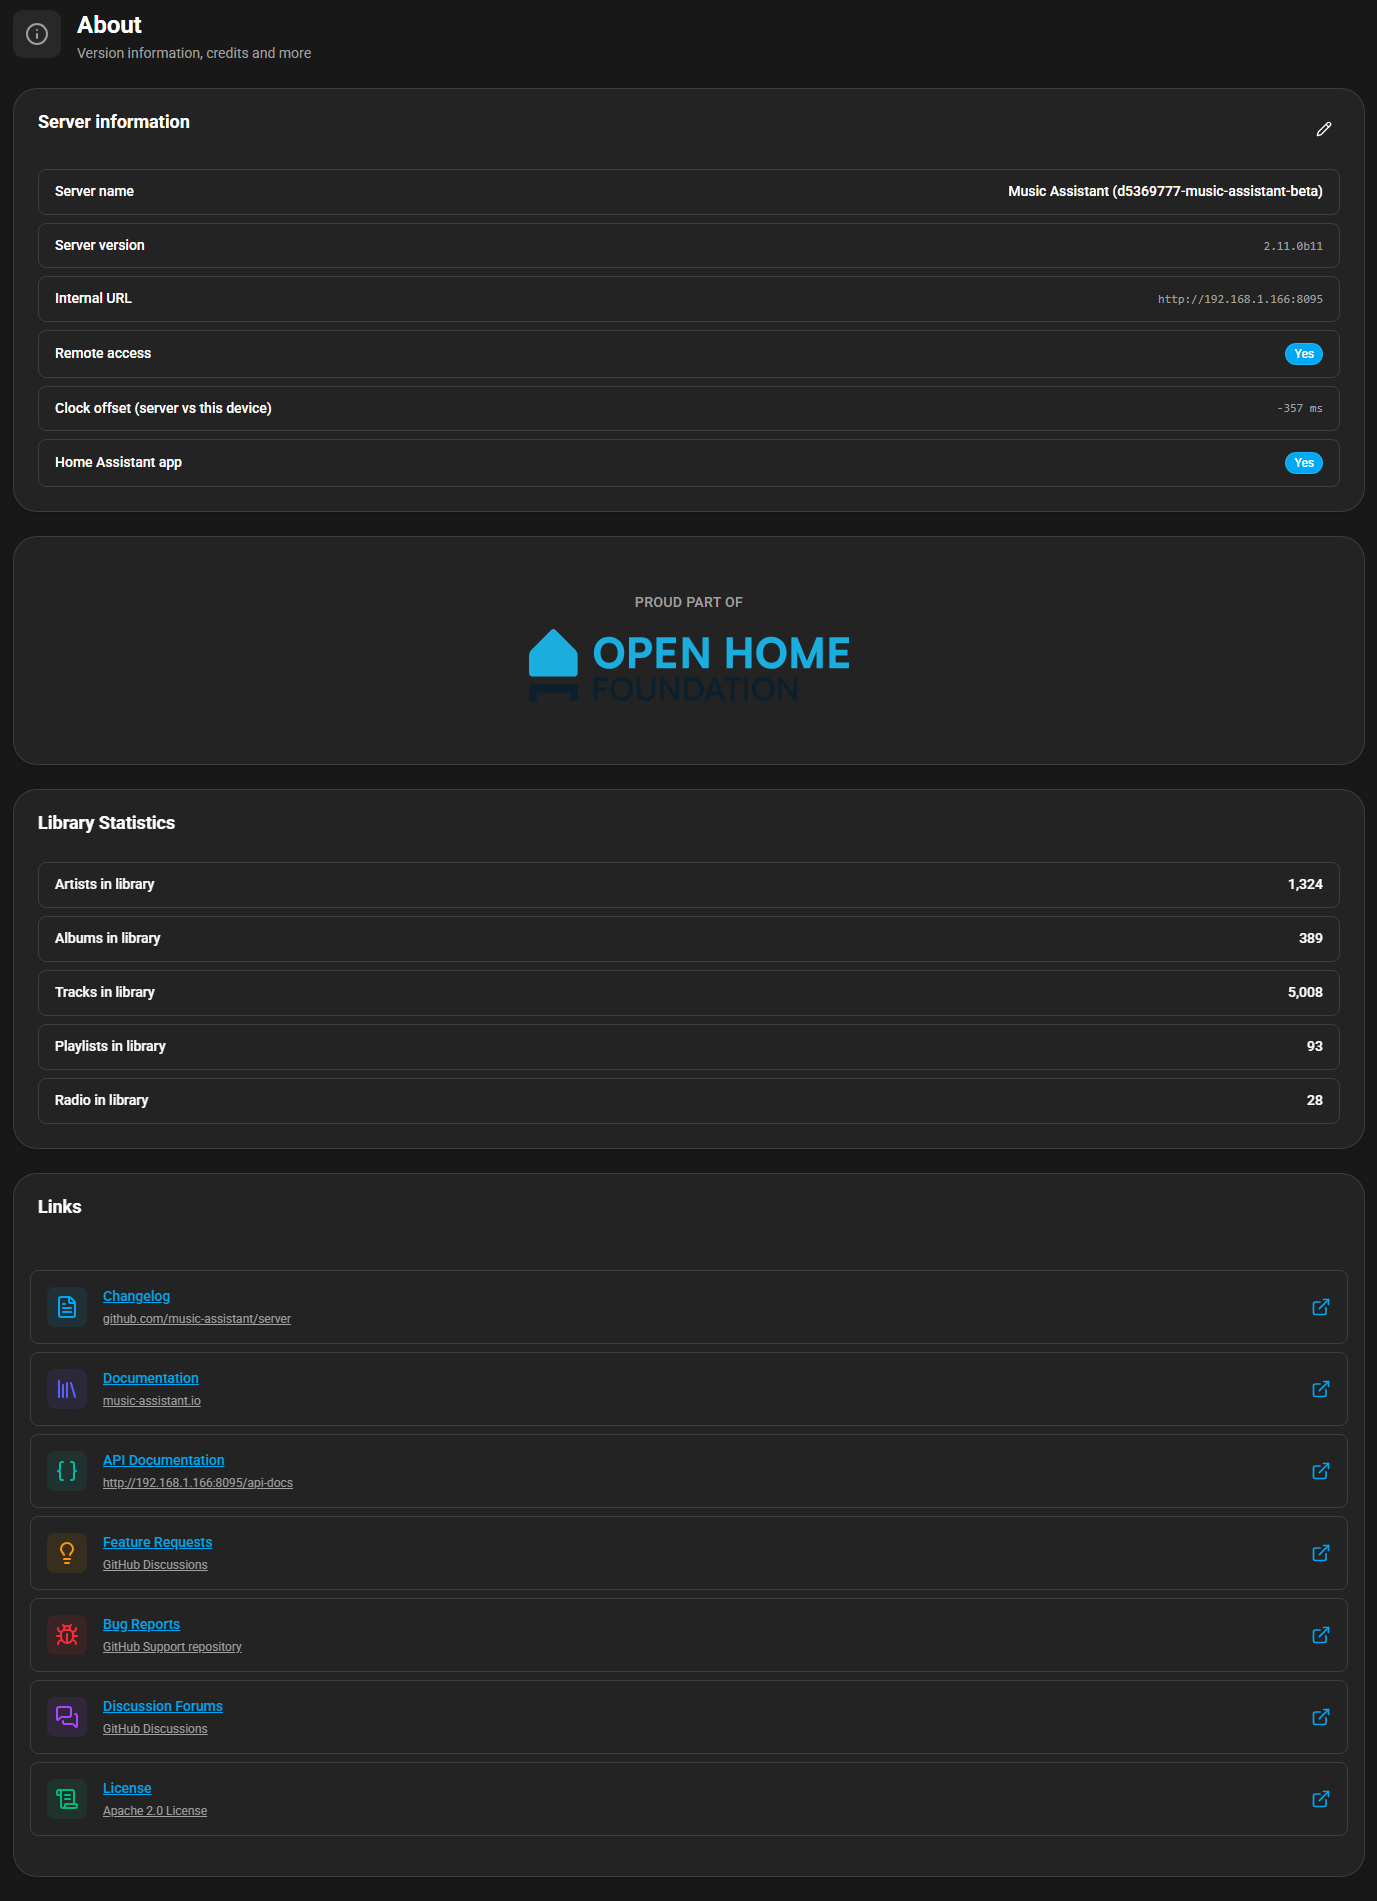 About
Version information, credits and more
Server information
Server name
Music Assistant (d5369777-music-assistant-beta)
Server version
2.11.0b11
Internal URL
http://192.168.1.166:8095
Remote access
Yes
Clock offset (server vs this device)
-357 ms
Home Assistant app
Yes
PROUD PART OF
OPEN HOME
FOUNDATION
Library Statistics
Artists in library
1,324
Albums in library
389
Tracks in library
5,008
Playlists in library
93
Radio in library
28
Links
Changelog
github.com/music-assistant/server
Documentation
music-assistant.io
API Documentation
http://192.168.1.166:8095/api-docs
Feature Requests
GitHub Discussions
Bug Reports
GitHub Support repository
Discussion Forums
GitHub Discussions
License
Apache 2.0 License